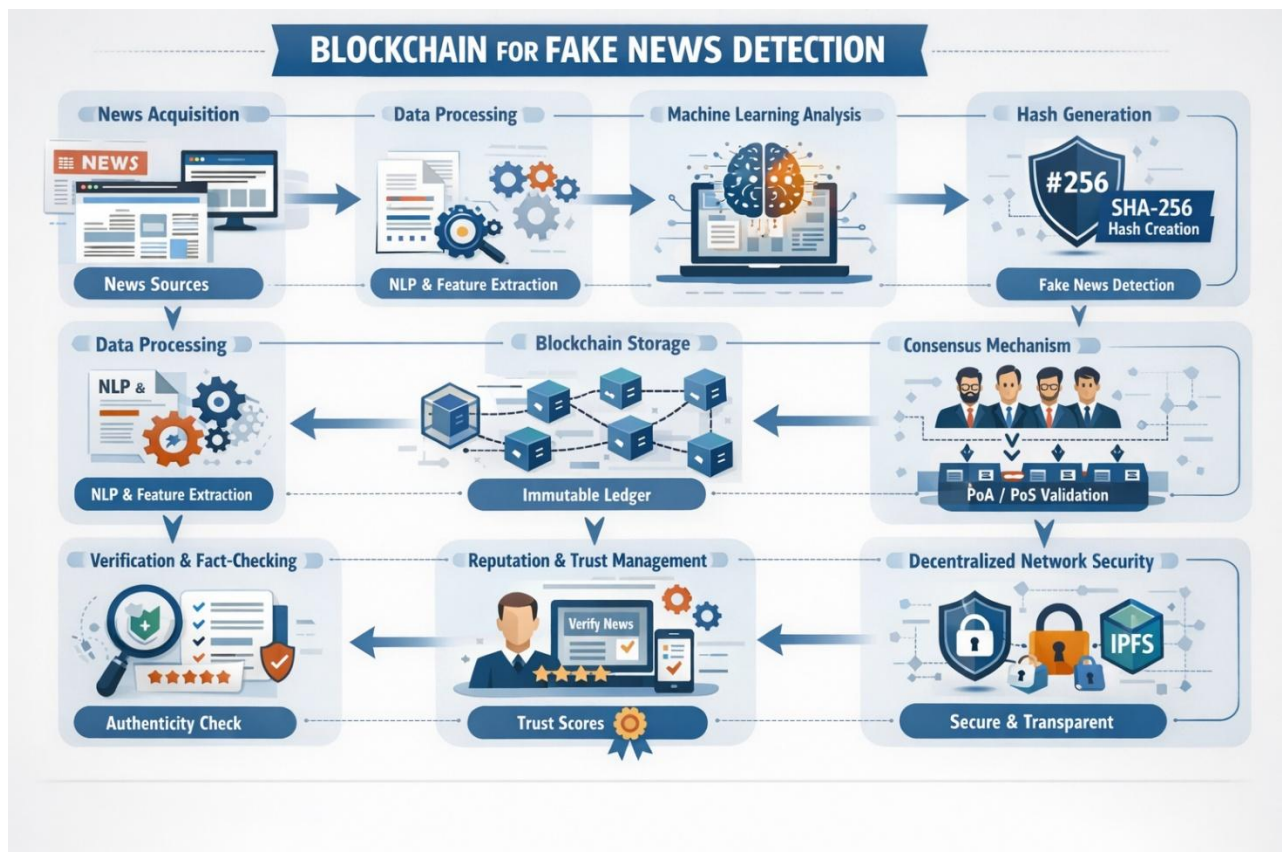 BLOCKCHAIN FOR FAKE NEWS DETECTION
News Acquisition
Data Processing
Machine Learning Analysis
Hash Generation
NEWS
#256
SHA-256
Hash Creation
News Sources
NLP & Feature Extraction
Fake News Detection
Data Processing
Blockchain Storage
Consensus Mechanism
NLP &
NLP & Feature Extraction
Immutable Ledger
PoA / PoS Validation
Verification & Fact-Checking
Reputation & Trust Management
Decentralized Network Security
Verify News
IPFS
Authenticity Check
Trust Scores
Secure & Transparent